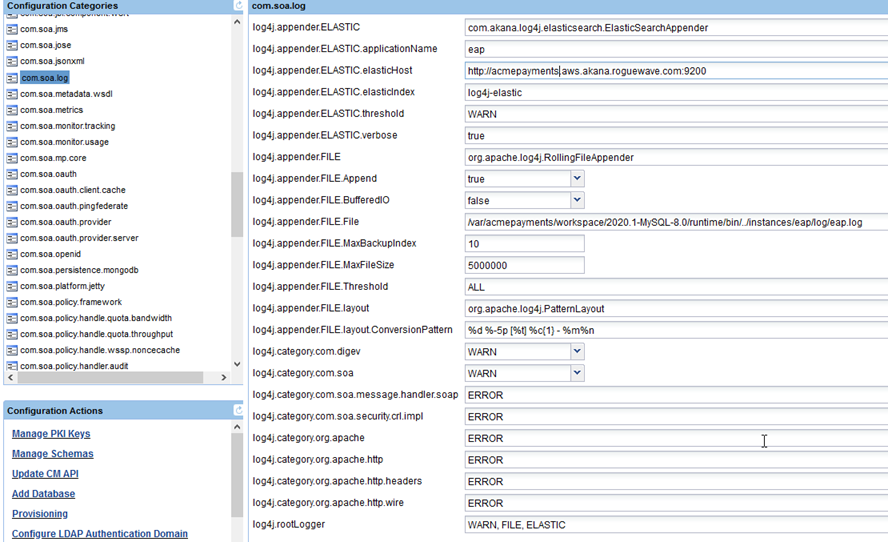 Configuration Categories
com.soa.jbi.component.wsrf
com.soa.jms
com.soa.jose
com.soa.jsonxml
com.soa.log
com.soa.metadata.wsdl
com.soa.metrics
com.soa.monitor.tracking
com.soa.monitor.usage
com.soa.mp.core
com.soa.oauth
com.soa.oauth.client.cache
com.soa.oauth.pingfederate
com.soa.oauth.provider
com.soa.oauth.provider.server
com.soa.openid
com.soa.persistence.mongodb
com.soa.platform.jetty
com.soa.policy.framework
com.soa.policy.handle.quota.bandwidth
com.soa.policy.handle.quota.throughput
com.soa.policy.handle.wssp.noncecache
com.soa.policy.handler.audit
Configuration Actions
Manage PKI Keys
Manage Schemas
Update CM API
Add Database
Provisioning
Configure LDAP Authentication Domain
com.soa.log
log4j.appender.ELASTIC com.akana.log4j.elasticsearch.ElasticSearchAppender
log4j.appender.ELASTIC.applicationName eap
log4j.appender.ELASTIC.elasticHost http://acmepayments.aws.akana.roguewave.com:9200
log4j.appender.ELASTIC.elasticIndex log4j-elastic
log4j.appender.ELASTIC.threshold WARN
log4j.appender.ELASTIC.verbose true
log4j.appender.FILE org.apache.log4j.RollingFileAppender
log4j.appender.FILE.Append true
log4j.appender.FILE.BufferedIO false
log4j.appender.FILE.File /var/acmepayments/workspace/2020.1-MySQL-8.0/runtime/bin/../instances/eap/log/eap.log
log4j.appender.FILE.MaxBackupIndex 10
log4j.appender.FILE.MaxFileSize 5000000
log4j.appender.FILE.Threshold ALL
log4j.appender.FILE.layout org.apache.log4j.PatternLayout
log4j.appender.FILE.layout.ConversionPattern %d %-5p [%t] %c{1} - %m%n
log4j.category.com.digev WARN
log4j.category.com.soa WARN
log4j.category.com.soa.message.handler.soap ERROR
log4j.category.com.soa.security.crl.impl ERROR
log4j.category.org.apache ERROR
log4j.category.org.apache.http ERROR
log4j.category.org.apache.http.headers ERROR
log4j.category.org.apache.http.wire ERROR
log4j.rootLogger WARN, FILE, ELASTIC